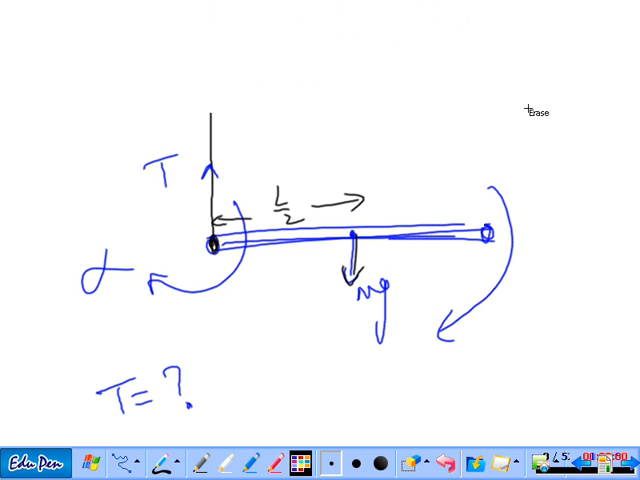 Erase
T
L/2
α
mg
T = ?
Edu Pen